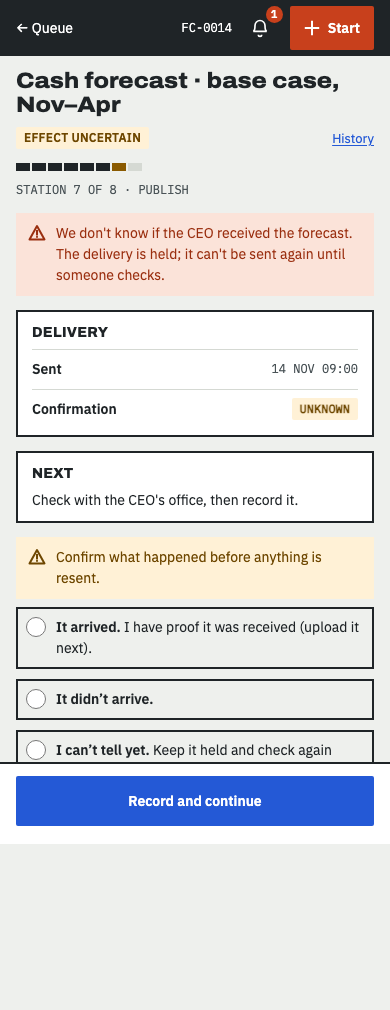 ← Queue
FC-0014
1
+ Start
Cash forecast · base case,
Nov–Apr
EFFECT UNCERTAIN
History
STATION 7 OF 8 · PUBLISH
We don't know if the CEO received the forecast.
The delivery is held; it can't be sent again until
someone checks.
DELIVERY
Sent
14 NOV 09:00
Confirmation
UNKNOWN
NEXT
Check with the CEO's office, then record it.
Confirm what happened before anything is
resent.
It arrived. I have proof it was received (upload it
next).
It didn’t arrive.
I can’t tell yet. Keep it held and check again
Record and continue